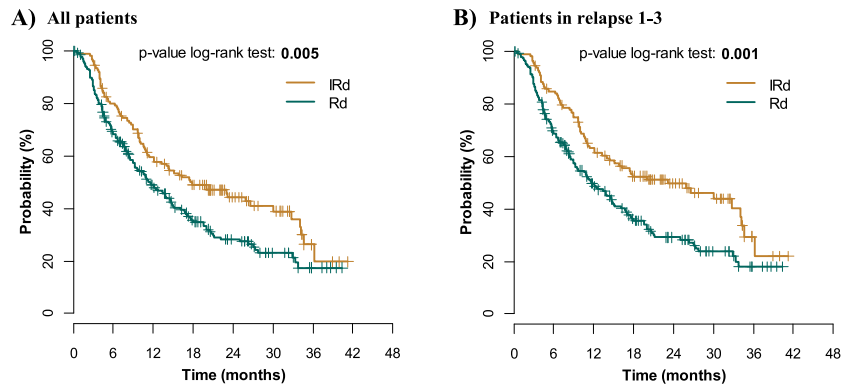 A) All patients
p-value log-rank test: 0.005
IRd
Rd
Probability (%)
100
80
60
40
20
0
0 6 12 18 24 30 36 42 48
Time (months)
B) Patients in relapse 1-3
p-value log-rank test: 0.001
IRd
Rd
Probability (%)
100
80
60
40
20
0
0 6 12 18 24 30 36 42 48
Time (months)